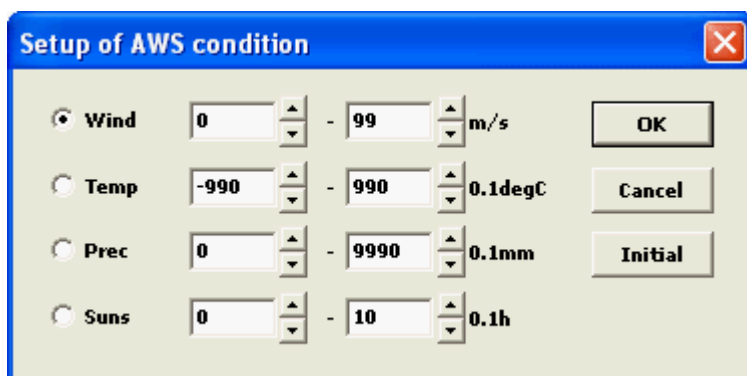 Setup of AWS condition
Wind 0 - 99 m/s OK
Temp -990 - 990 0.1degC Cancel
Prec 0 - 9990 0.1mm Initial
Suns 0 - 10 0.1h